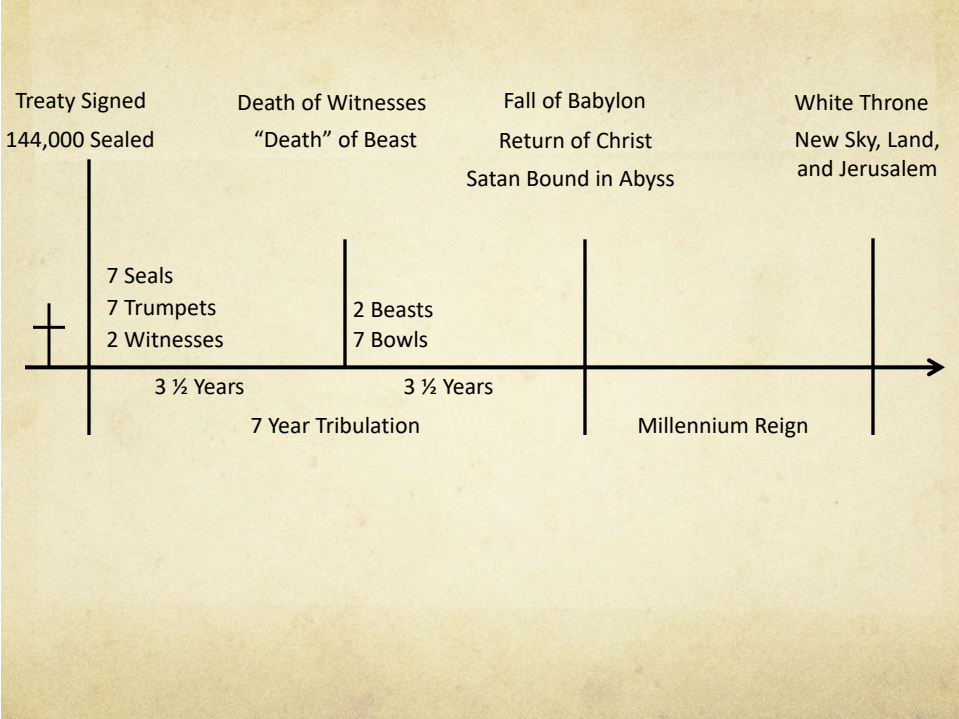 Treaty Signed
144,000 Sealed
Death of Witnesses
“Death” of Beast
Fall of Babylon
Return of Christ
Satan Bound in Abyss
White Throne
New Sky, Land,
and Jerusalem
7 Seals
7 Trumpets
2 Witnesses
2 Beasts
7 Bowls
3 ½ Years
3 ½ Years
7 Year Tribulation
Millennium Reign